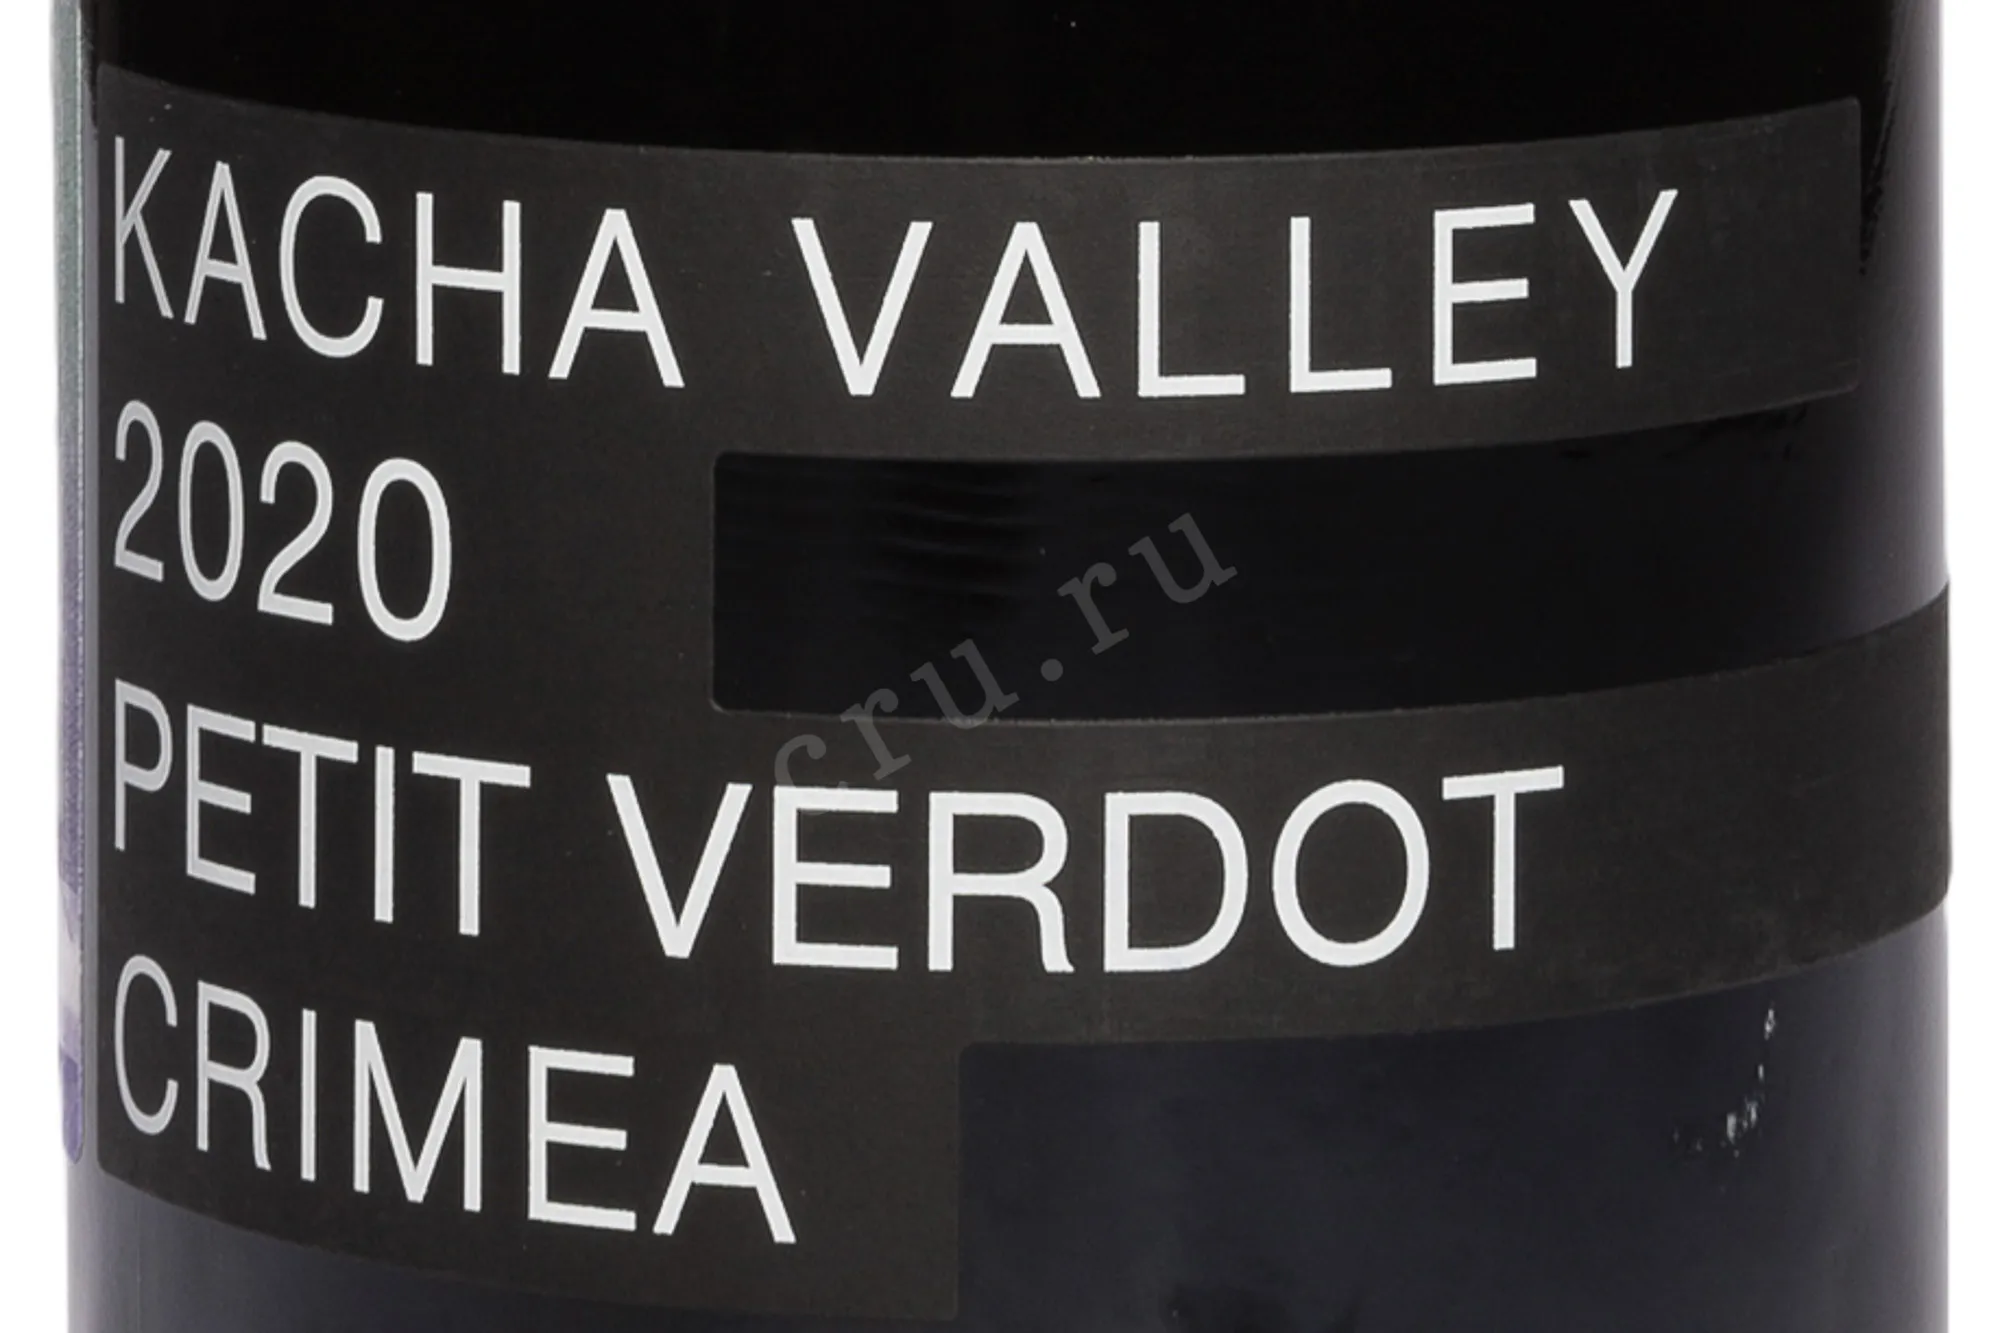 KACHA VALLEY
2020
cru.ru
PETIT VERDOT
CRIMEA